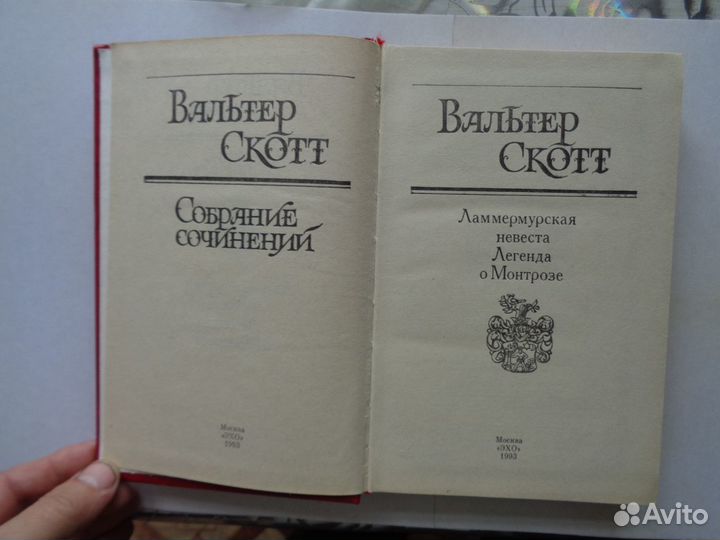 Вальтер
Скотт
Собрание
сочинений
Москва
«ЭХО»
1993
Вальтер
Скотт
Ламмермурская
невеста
Легенда
о Монтрозе
Москва
«ЭХО»
1993
Avito